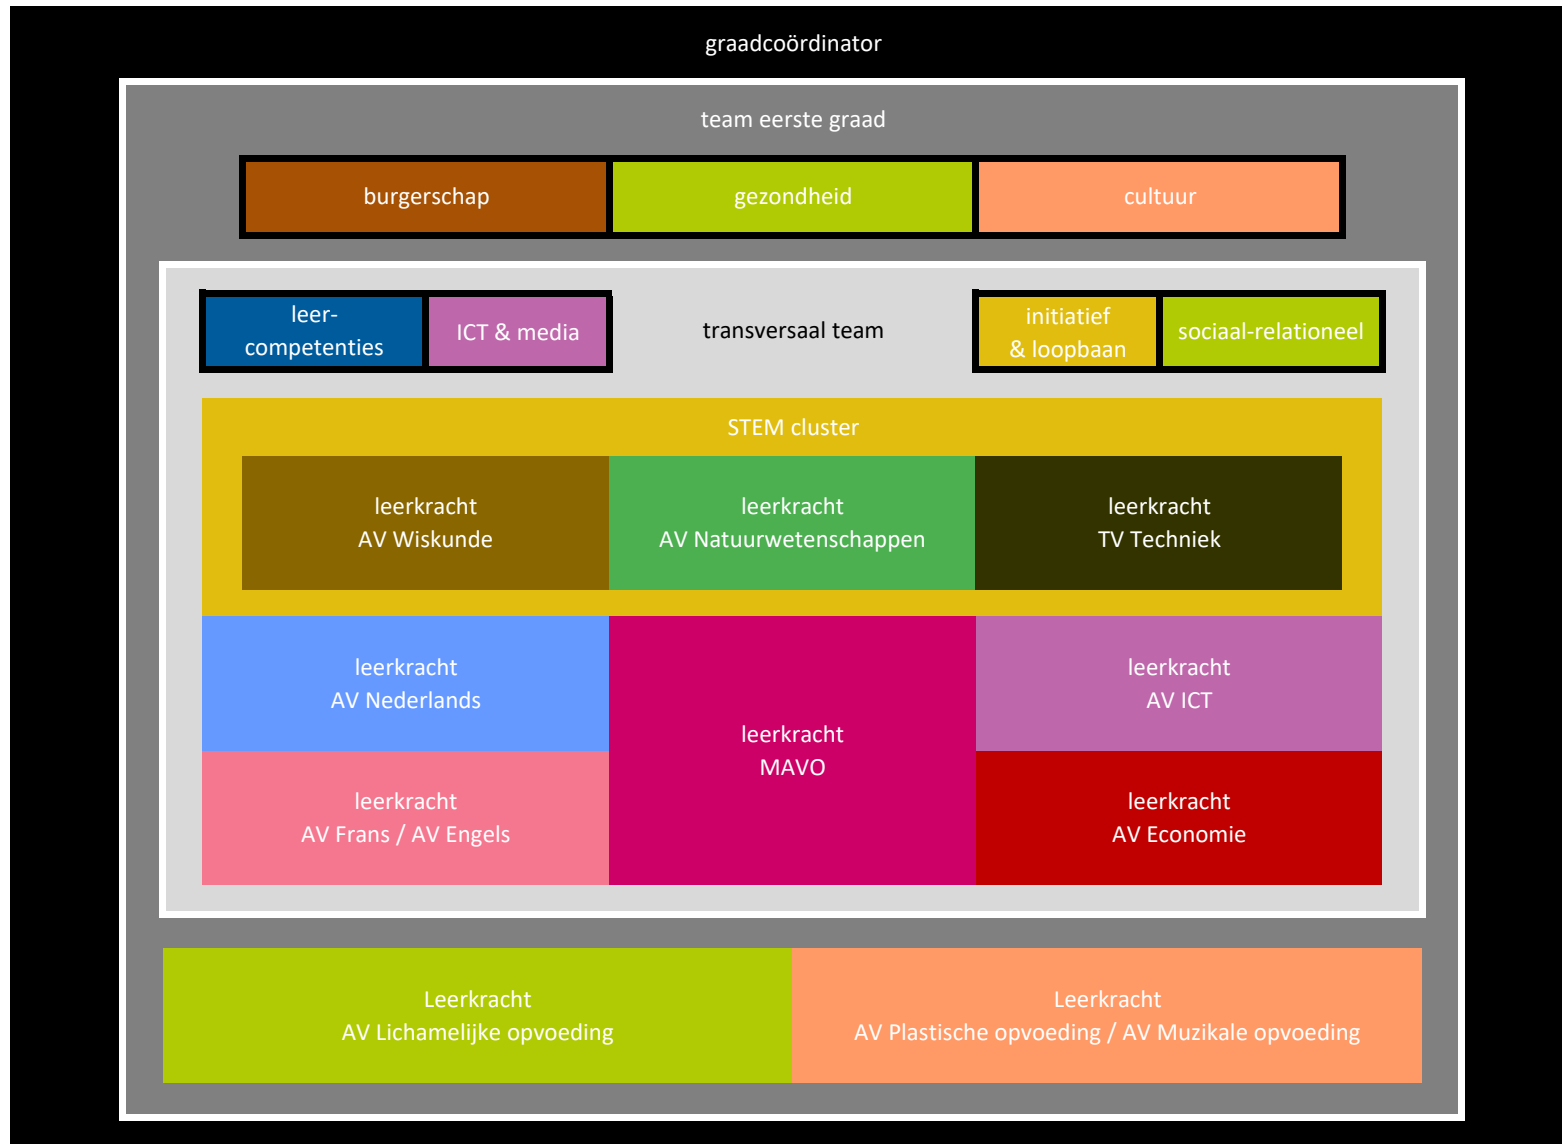 graadcoördinator
team eerste graad
burgerschap
gezondheid
cultuur
leer-
competenties
ICT & media
transversaal team
initiatief
& loopbaan
sociaal-relationeel
STEM cluster
leerkracht
AV Wiskunde
leerkracht
AV Natuurwetenschappen
leerkracht
TV Techniek
leerkracht
AV Nederlands
leerkracht
MAVO
leerkracht
AV ICT
leerkracht
AV Frans / AV Engels
leerkracht
AV Economie
Leerkracht
AV Lichamelijke opvoeding
Leerkracht
AV Plastische opvoeding / AV Muzikale opvoeding